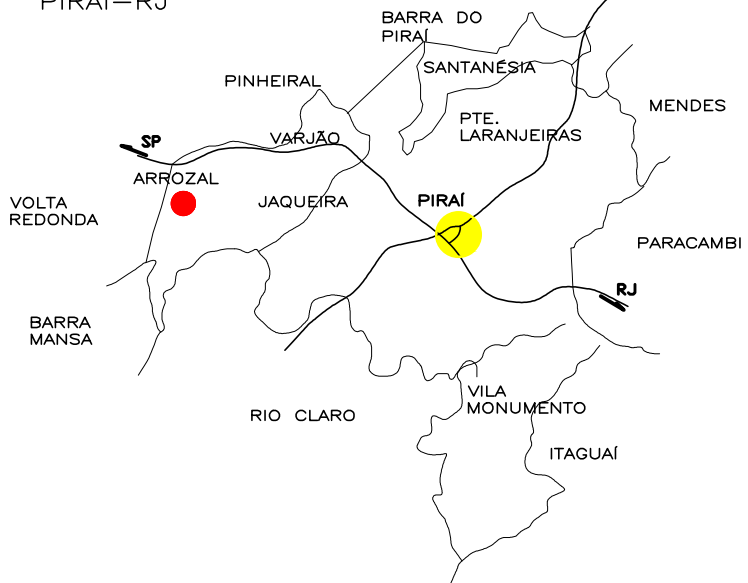 PIRAÍ-RJ
BARRA DO
PIRAÍ
SANTANÉSIA
PINHEIRAL
MENDES
PTE.
LARANJEIRAS
VARJÃO
SP
ARROZAL
JAQUEIRA
PIRAÍ
VOLTA
REDONDA
PARACAMBI
RJ
BARRA
MANSA
VILA
MONUMENTO
RIO CLARO
ITAGUAÍ